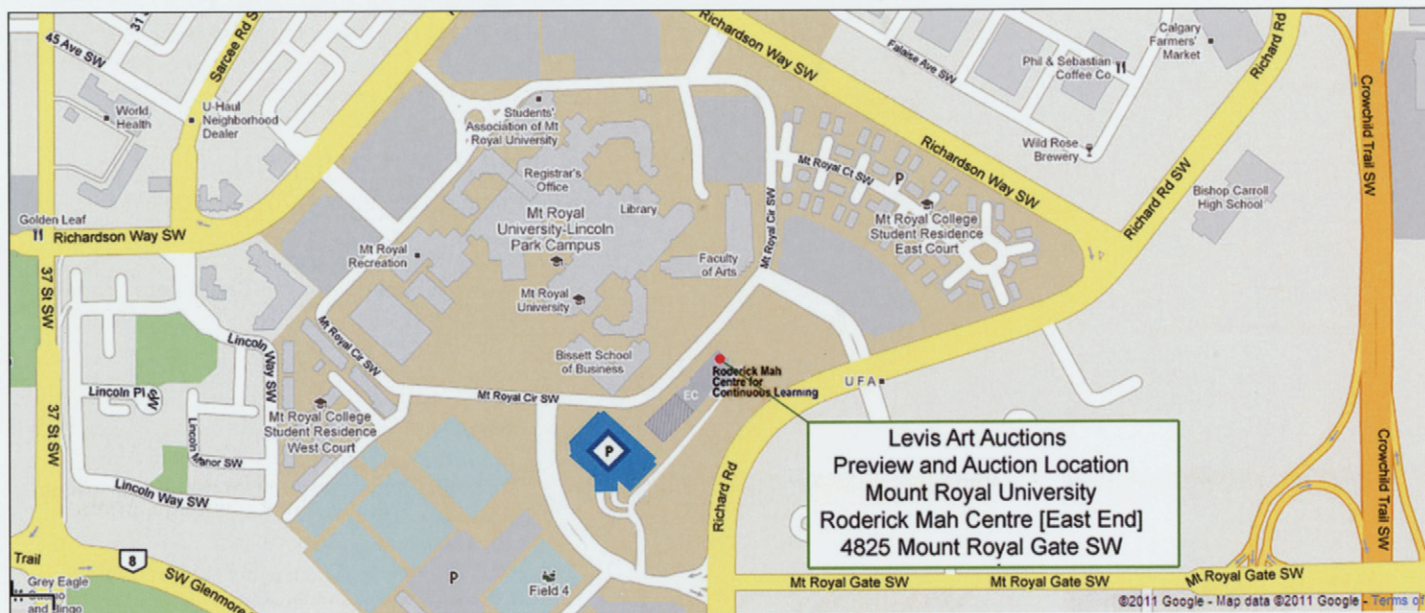 45 Ave SW
31
Sarcee Rd S
World
Health
U-Haul
Neighborhood
Dealer
Students'
Association of Mt
Royal University
Registrar's
Office
Library
Mt Royal
University-Lincoln
Park Campus
Mt Royal
Recreation
Mt Royal
University
Faculty
of Arts
Bissett School
of Business
Richardson Way SW
Falaise Ave SW
Phil & Sebastian
Coffee Co
Calgary
Farmers'
Market
Richard Rd
Wild Rose
Brewery
Richardson Way SW
Richard Rd SW
Bishop Carroll
High School
Crowchild Trail SW
Mt Royal Ct SW
P
Mt Royal College
Student Residence
East Court
Mt Royal Cir SW
Golden Leaf
Richardson Way SW
37 St SW
37 St SW
Lincoln Way SW
Lincoln Pl
Lincoln Manor SW
Lincoln Way SW
Mt Royal Cir SW
Mt Royal College
Student Residence
West Court
Mt Royal Cir SW
EC
Roderick Mah
Centre for
Continuous Learning
UFA
P
Richard Rd
Levis Art Auctions
Preview and Auction Location
Mount Royal University
Roderick Mah Centre [East End]
4825 Mount Royal Gate SW
Crowchild Trail SW
Trail
8
SW Glenmore
Grey Eagle
and Bingo
P
Field 4
Mt Royal Gate SW
Mt Royal Gate SW
Mt Royal Gate SW
©2011 Google - Map data ©2011 Google - Terms of